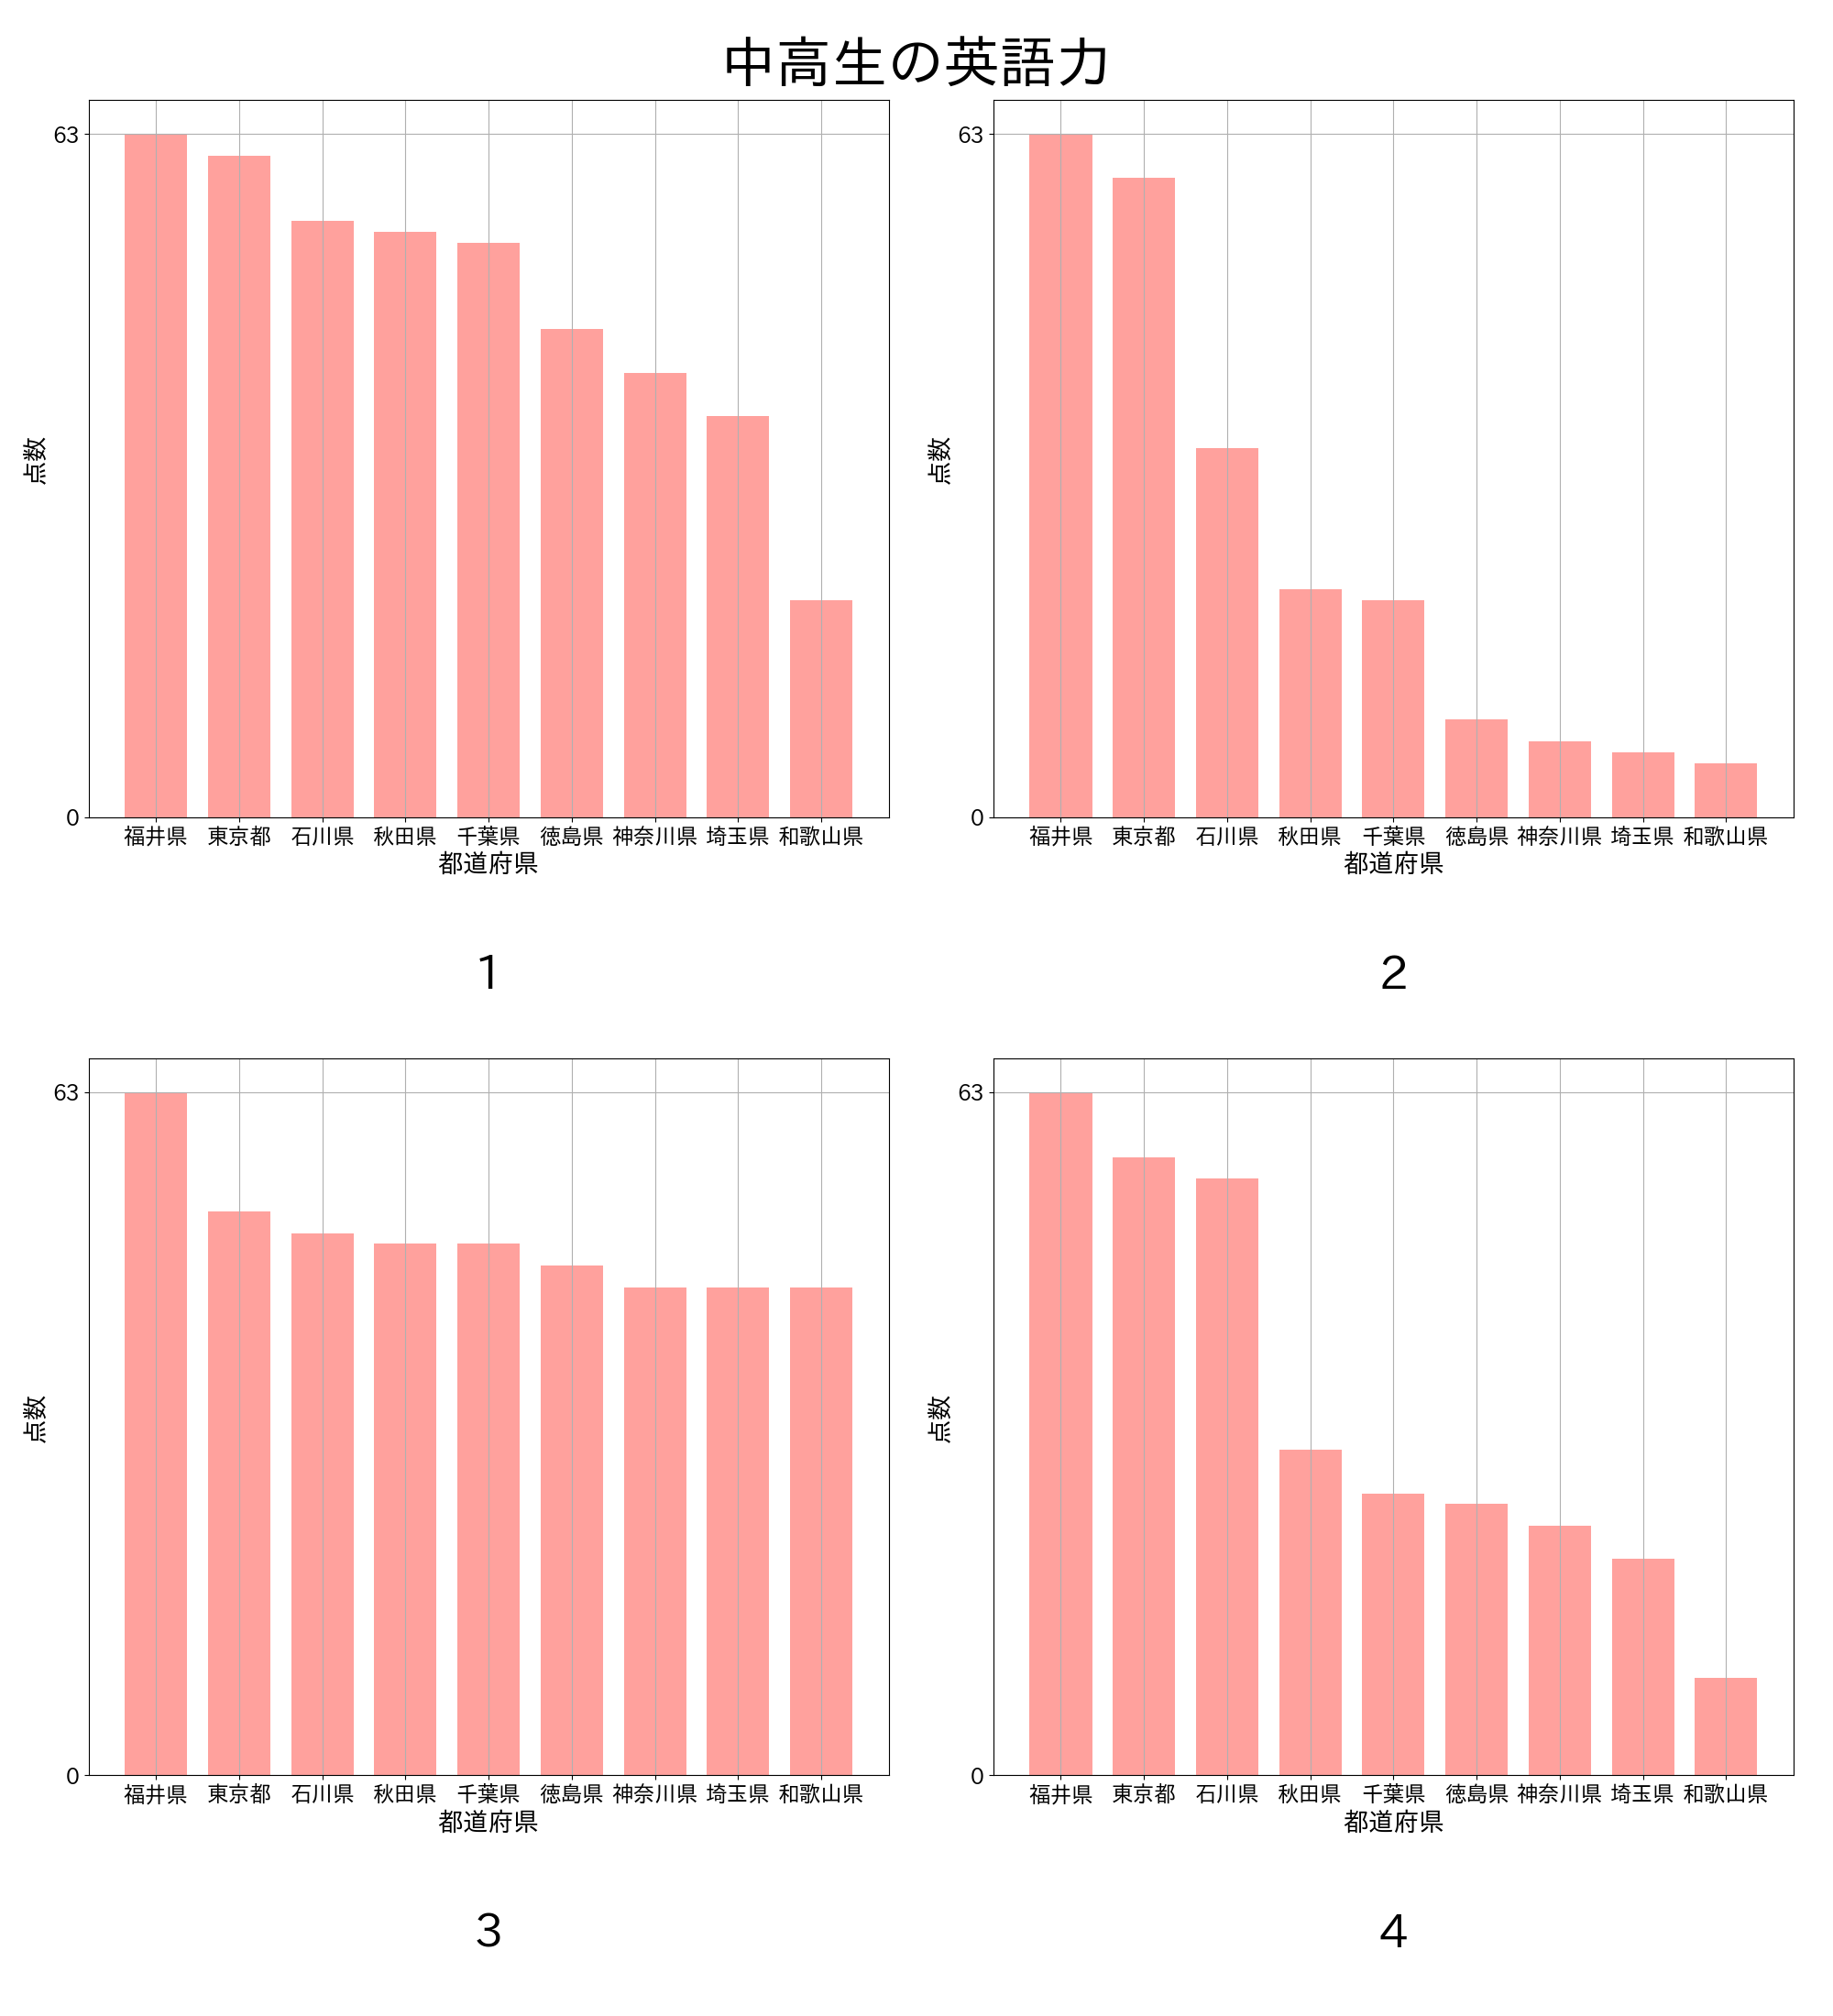 中高生の英語力
63
0
点数
福井県 東京都 石川県 秋田県 千葉県 徳島県 神奈川県 埼玉県 和歌山県
都道府県
1
63
0
点数
福井県 東京都 石川県 秋田県 千葉県 徳島県 神奈川県 埼玉県 和歌山県
都道府県
2
63
0
点数
福井県 東京都 石川県 秋田県 千葉県 徳島県 神奈川県 埼玉県 和歌山県
都道府県
3
63
0
点数
福井県 東京都 石川県 秋田県 千葉県 徳島県 神奈川県 埼玉県 和歌山県
都道府県
4